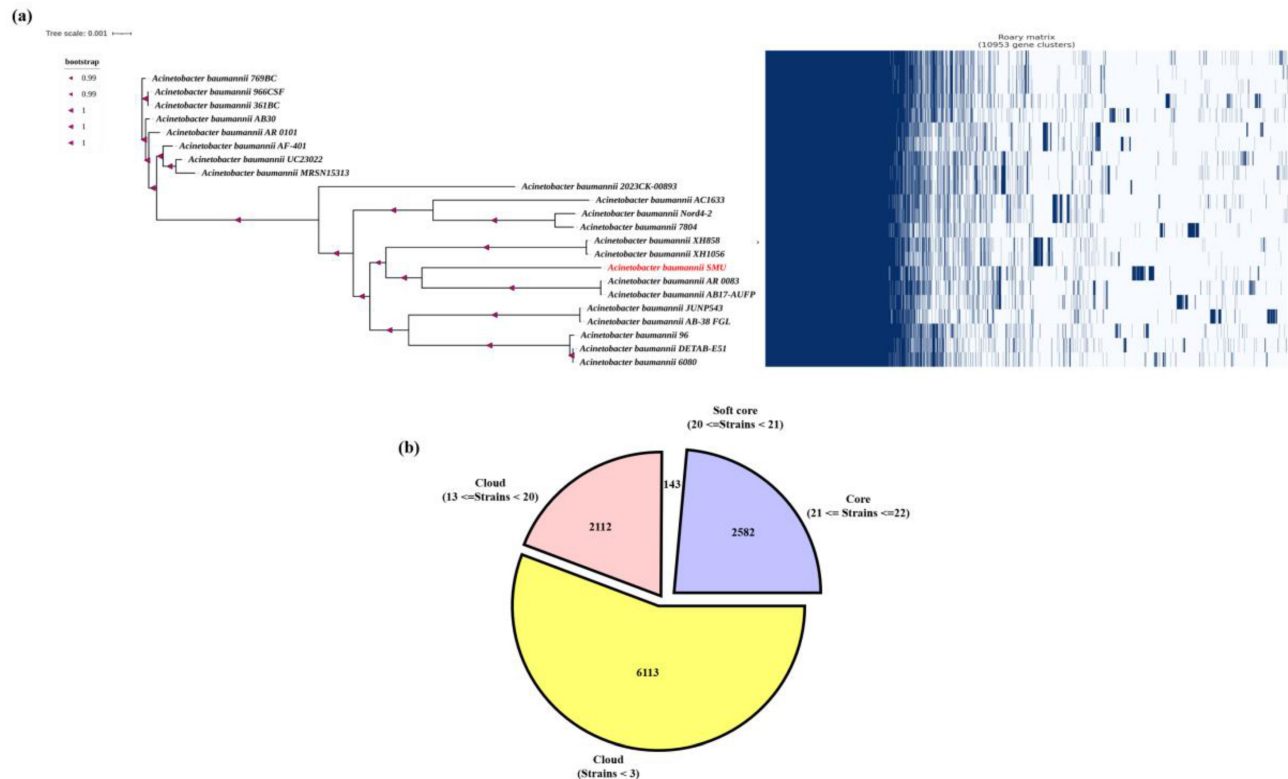 (a)
Tree scale: 0.001
bootstrap
0.99
0.99
1
1
1
Acinetobacter baumannii 769BC
Acinetobacter baumannii 966CSF
Acinetobacter baumannii 361BC
Acinetobacter baumannii AB30
Acinetobacter baumannii AR 0101
Acinetobacter baumannii AF-401
Acinetobacter baumannii UC23022
Acinetobacter baumannii MRSN15313
Acinetobacter baumannii 2023CK-00893
Acinetobacter baumannii AC1633
Acinetobacter baumannii Nord4-2
Acinetobacter baumannii 7804
Acinetobacter baumannii XH858
Acinetobacter baumannii XH1056
Acinetobacter baumannii SMU
Acinetobacter baumannii AR 0083
Acinetobacter baumannii AB17-AUFP
Acinetobacter baumannii JUNP543
Acinetobacter baumannii AB-38 FGL
Acinetobacter baumannii 96
Acinetobacter baumannii DETAB-E51
Acinetobacter baumannii 6080
Roary matrix
(10953 gene clusters)
(b)
Soft core
(20 <=Strains < 21)
Cloud
(13 <=Strains < 20)
143
Core
(21 <= Strains <=22)
2112
2582
6113
Cloud
(Strains < 3)